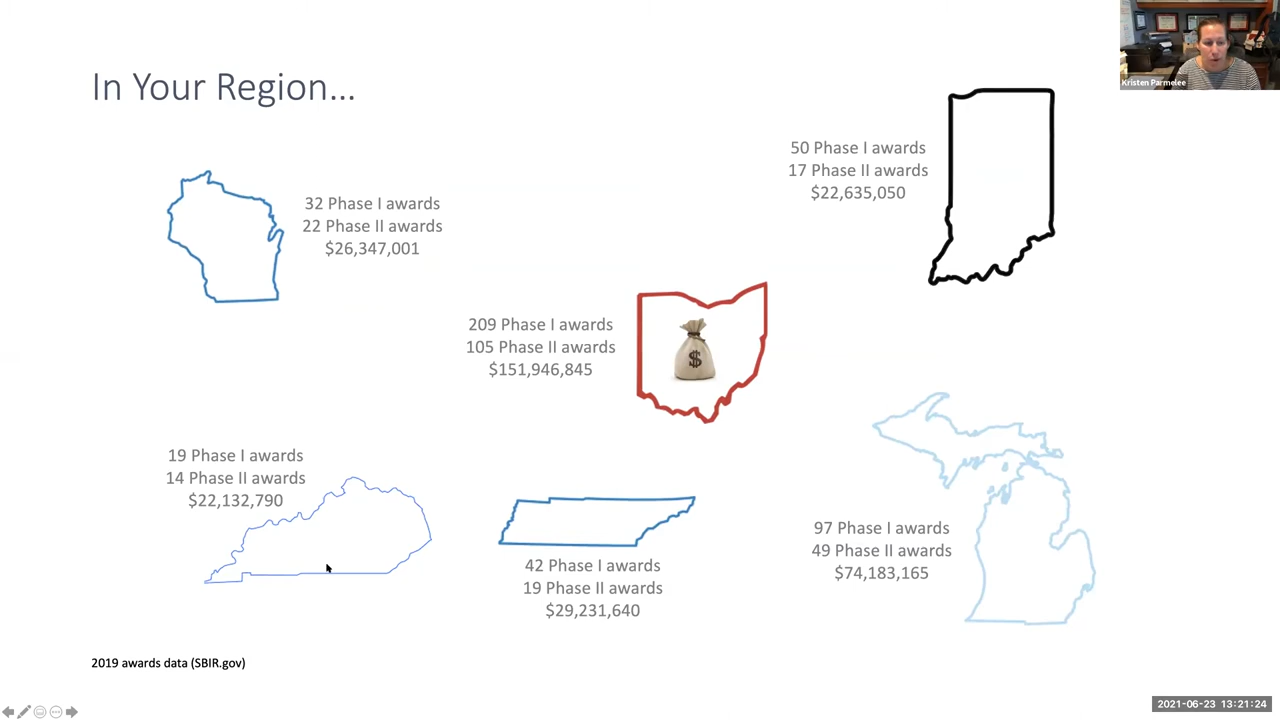 In Your Region...
Kristen Parmelee
50 Phase I awards
17 Phase II awards
$22,635,050
32 Phase I awards
22 Phase II awards
$26,347,001
209 Phase I awards
105 Phase II awards
$151,946,845
$
19 Phase I awards
14 Phase II awards
$22,132,790
42 Phase I awards
19 Phase II awards
$29,231,640
97 Phase I awards
49 Phase II awards
$74,183,165
2019 awards data (SBIR.gov)
2021-06-23 13:21:24